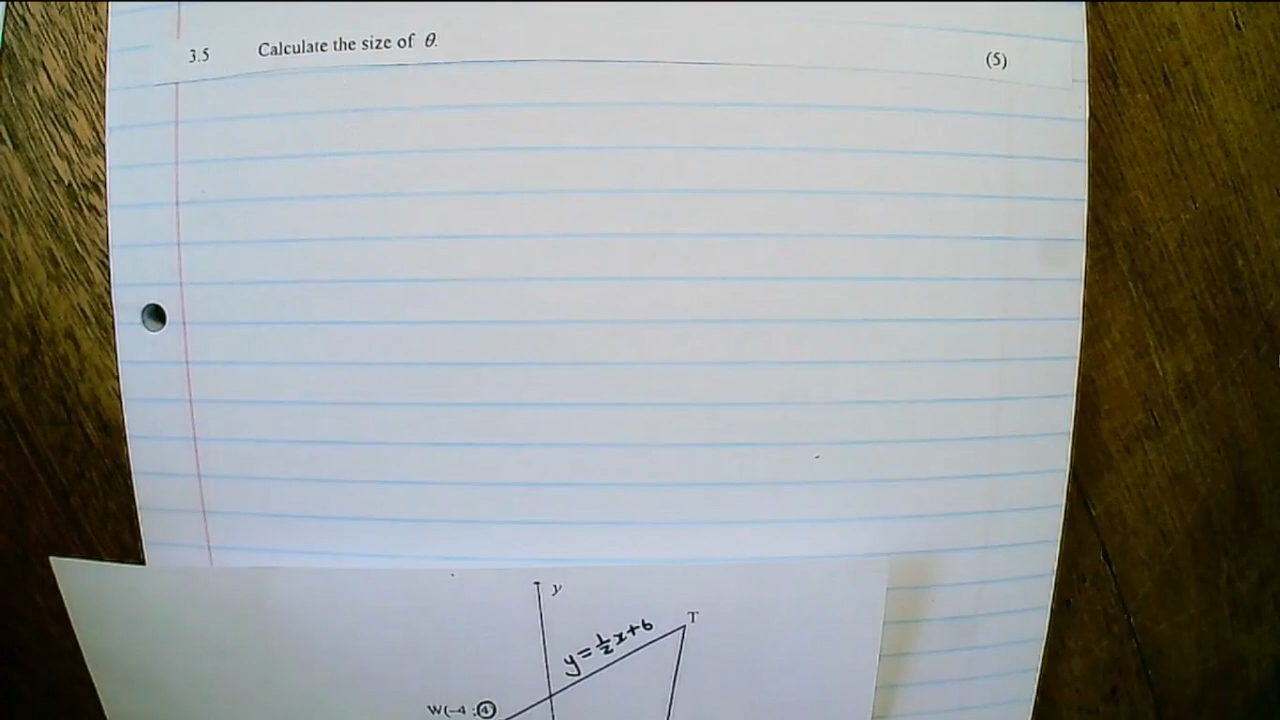 3.5 Calculate the size of θ. (5)
y
T
y = ½x + 6
W(−4 ; 4